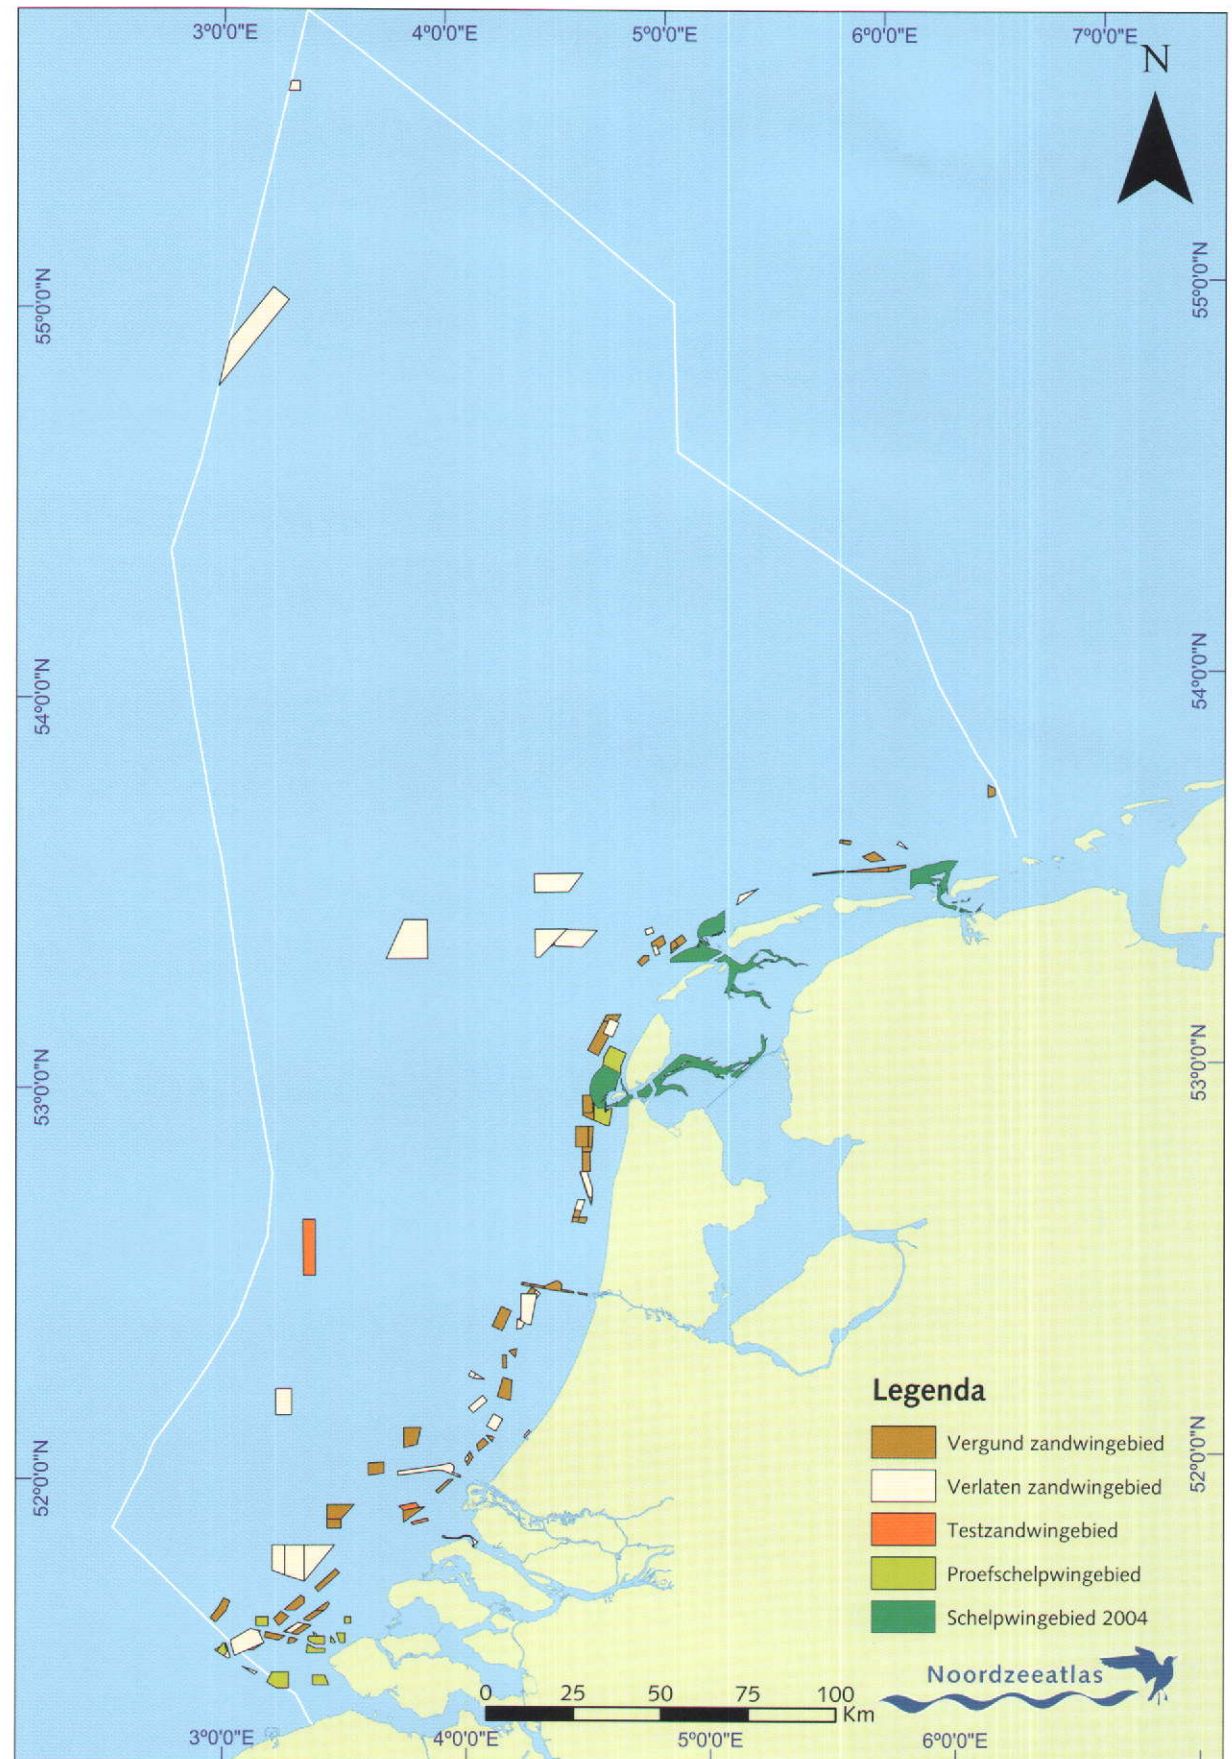 3°0'0"E 4°0'0"E 5°0'0"E 6°0'0"E 7°0'0"E
N
55°0'0"N
55°0'0"N
54°0'0"N
54°0'0"N
53°0'0"N
53°0'0"N
52°0'0"N
52°0'0"N
Legenda
Vergund zandwingebied
Verlaten zandwingebied
Testzandwingebied
Proefschelpwingebied
Schelpwingebied 2004
Noordzeeatlas
0 25 50 75 100
Km
3°0'0"E 4°0'0"E 5°0'0"E 6°0'0"E